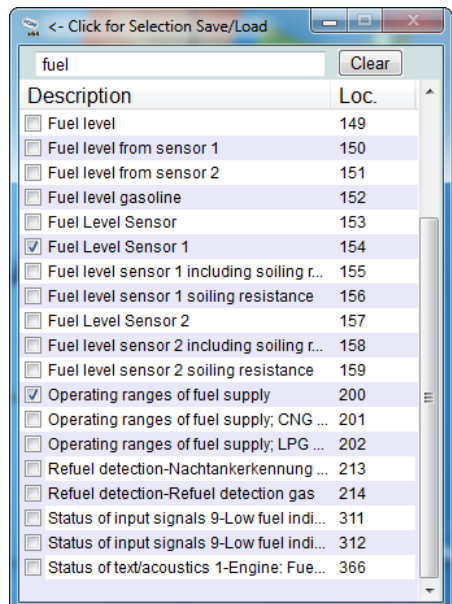 <- Click for Selection Save/Load
fuel Clear
Description Loc.
Fuel level 149
Fuel level from sensor 1 150
Fuel level from sensor 2 151
Fuel level gasoline 152
Fuel Level Sensor 153
Fuel Level Sensor 1 154
Fuel level sensor 1 including soiling r... 155
Fuel level sensor 1 soiling resistance 156
Fuel Level Sensor 2 157
Fuel level sensor 2 including soiling r... 158
Fuel level sensor 2 soiling resistance 159
Operating ranges of fuel supply 200
Operating ranges of fuel supply; CNG ... 201
Operating ranges of fuel supply; LPG ... 202
Refuel detection-Nachtankerkennung ... 213
Refuel detection-Refuel detection gas 214
Status of input signals 9-Low fuel indi... 311
Status of input signals 9-Low fuel indi... 312
Status of text/acoustics 1-Engine: Fue... 366